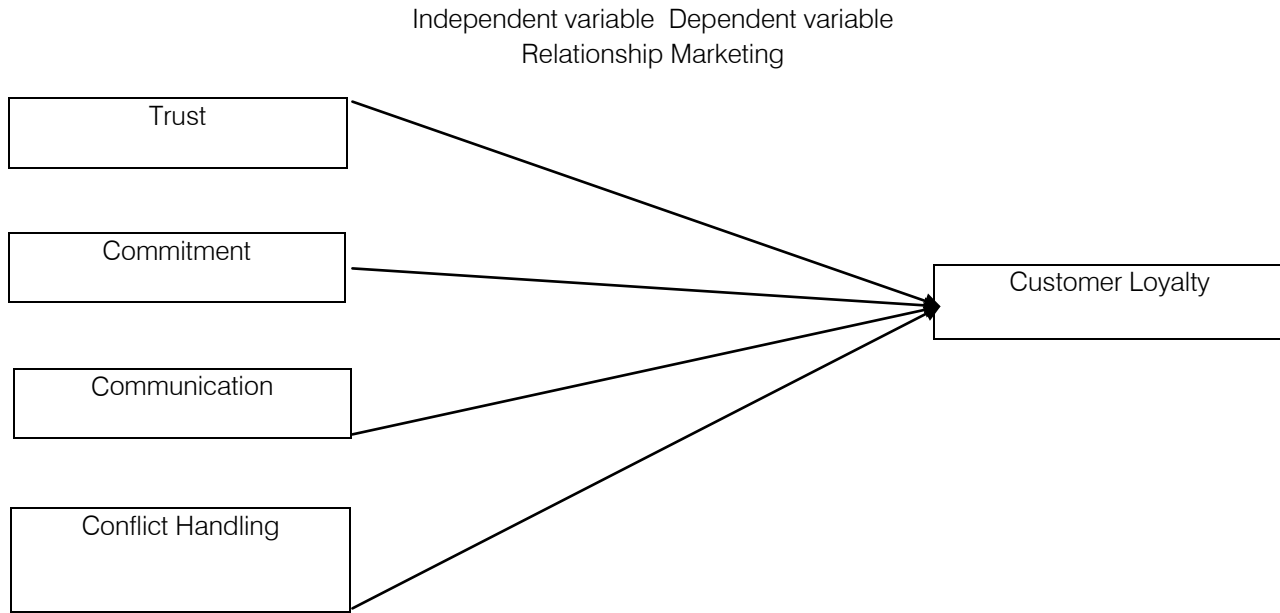 Independent variable  Dependent variable
Relationship Marketing
Trust
Commitment
Customer Loyalty
Communication
Conflict Handling